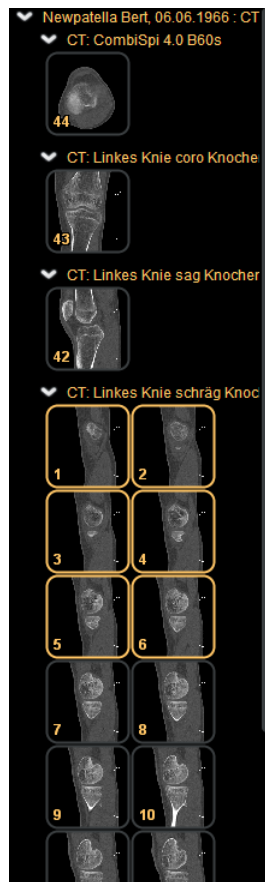 Newpatella Bert, 06.06.1966 : CT
CT: CombiSpi 4.0 B60s
44
CT: Linkes Knie coro Knoche
43
CT: Linkes Knie sag Knocher
42
CT: Linkes Knie schräg Knoc
1 2
3 4
5 6
7 8
9 10